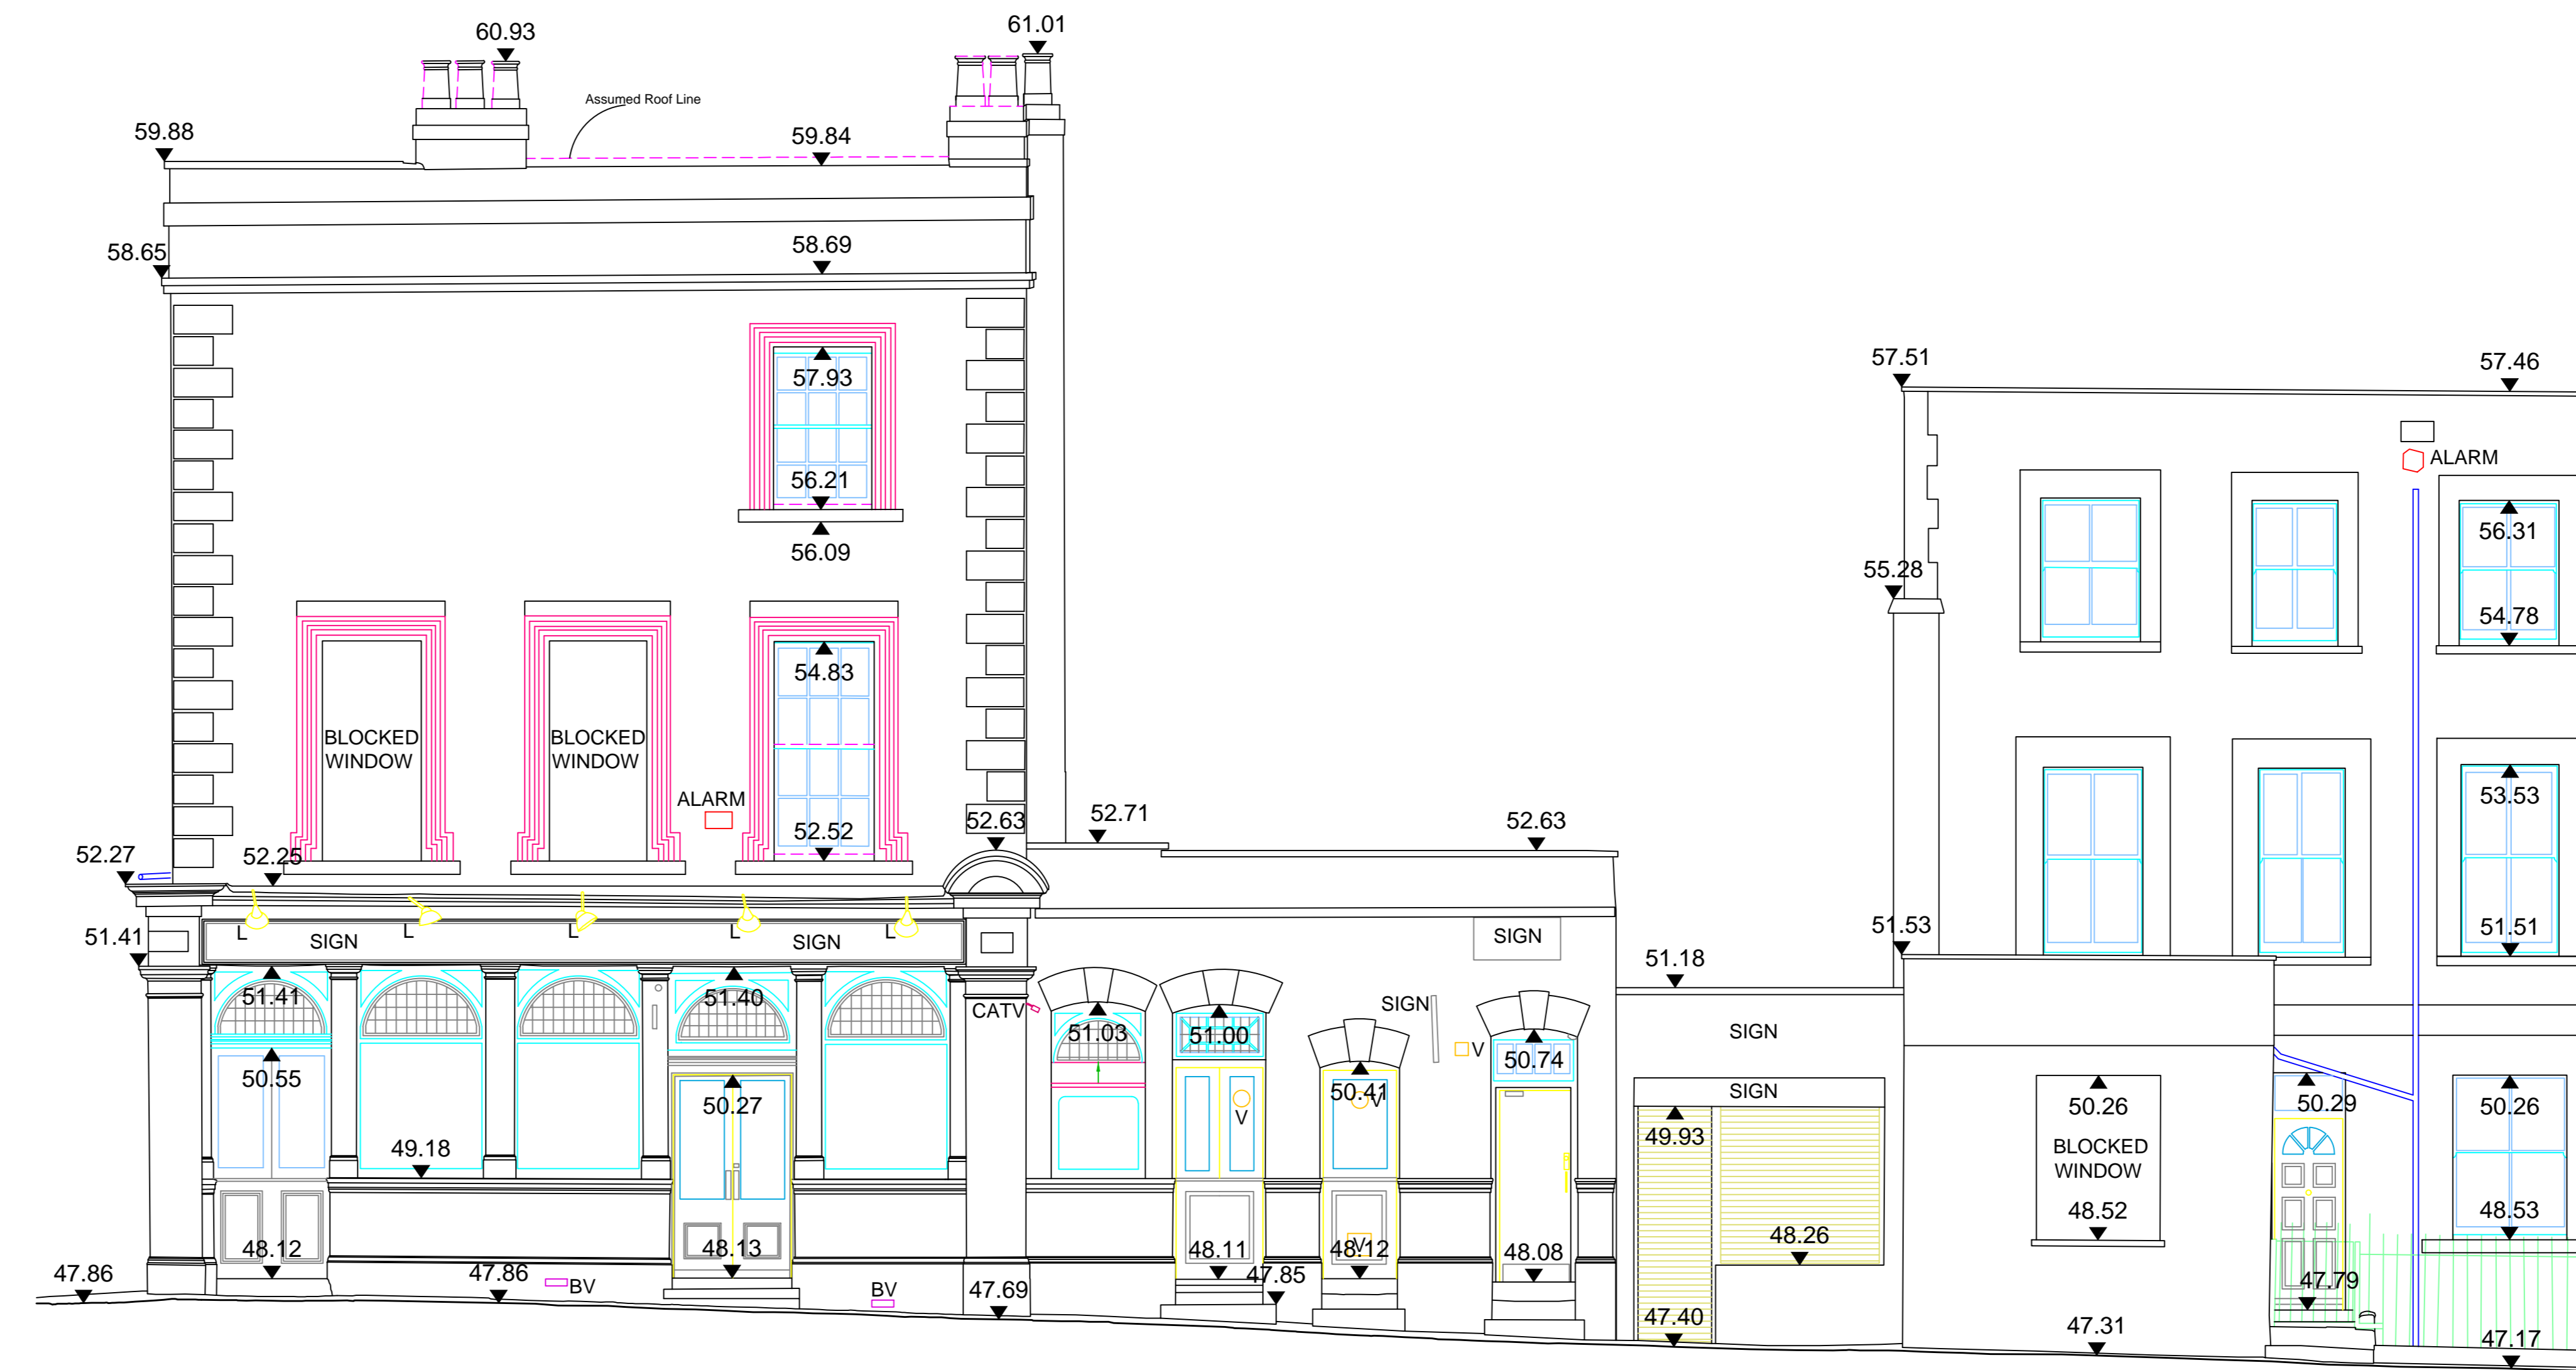 60.93
61.01
Assumed Roof Line
59.88
59.84
58.65
58.69
57.93
57.51
57.46
ALARM
56.21
56.31
56.09
55.28
54.78
54.83
BLOCKED
WINDOW
BLOCKED
WINDOW
ALARM
53.53
52.52
52.63
52.71
52.63
52.27
52.25
51.41
L
SIGN
L
L
L
SIGN
L
SIGN
51.53
51.51
51.18
51.41
51.40
CATV
51.03
51.00
SIGN
V
50.74
SIGN
50.55
50.27
V
50.41
V
SIGN
49.93
50.26
BLOCKED
WINDOW
50.29
50.26
49.18
48.52
48.53
48.12
48.13
48.11
48.12
V
48.08
48.26
47.86
47.86
BV
BV
47.69
47.85
47.40
47.79
47.31
47.17